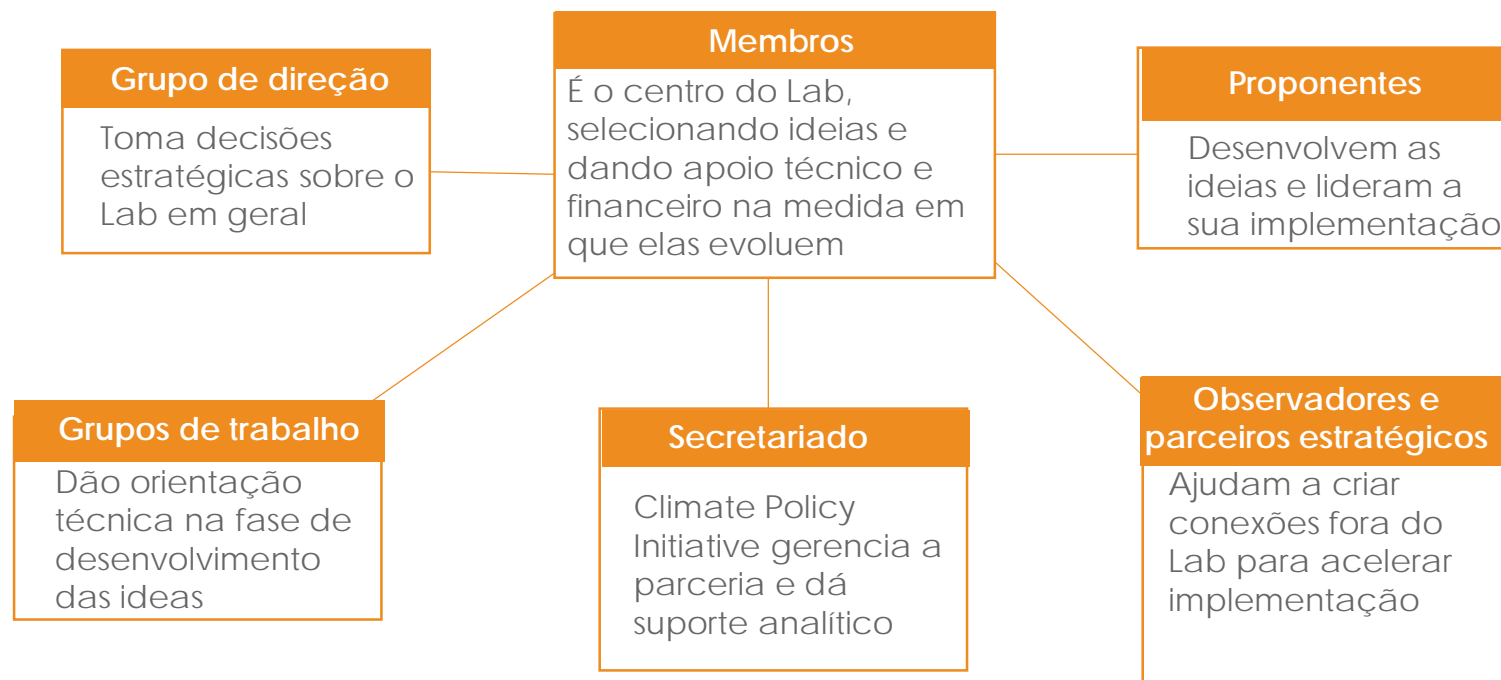 Grupo de direção
Toma decisões
estratégicas sobre o
Lab em geral
Membros
É o centro do Lab,
selecionando ideias e
dando apoio técnico e
financeiro na medida em
que elas evoluem
Proponentes
Desenvolvem as
ideias e lideram a
sua implementação
Grupos de trabalho
Dão orientação
técnica na fase de
desenvolvimento
das ideas
Secretariado
Climate Policy
Initiative gerencia a
parceria e dá
suporte analítico
Observadores e
parceiros estratégicos
Ajudam a criar
conexões fora do
Lab para acelerar
implementação